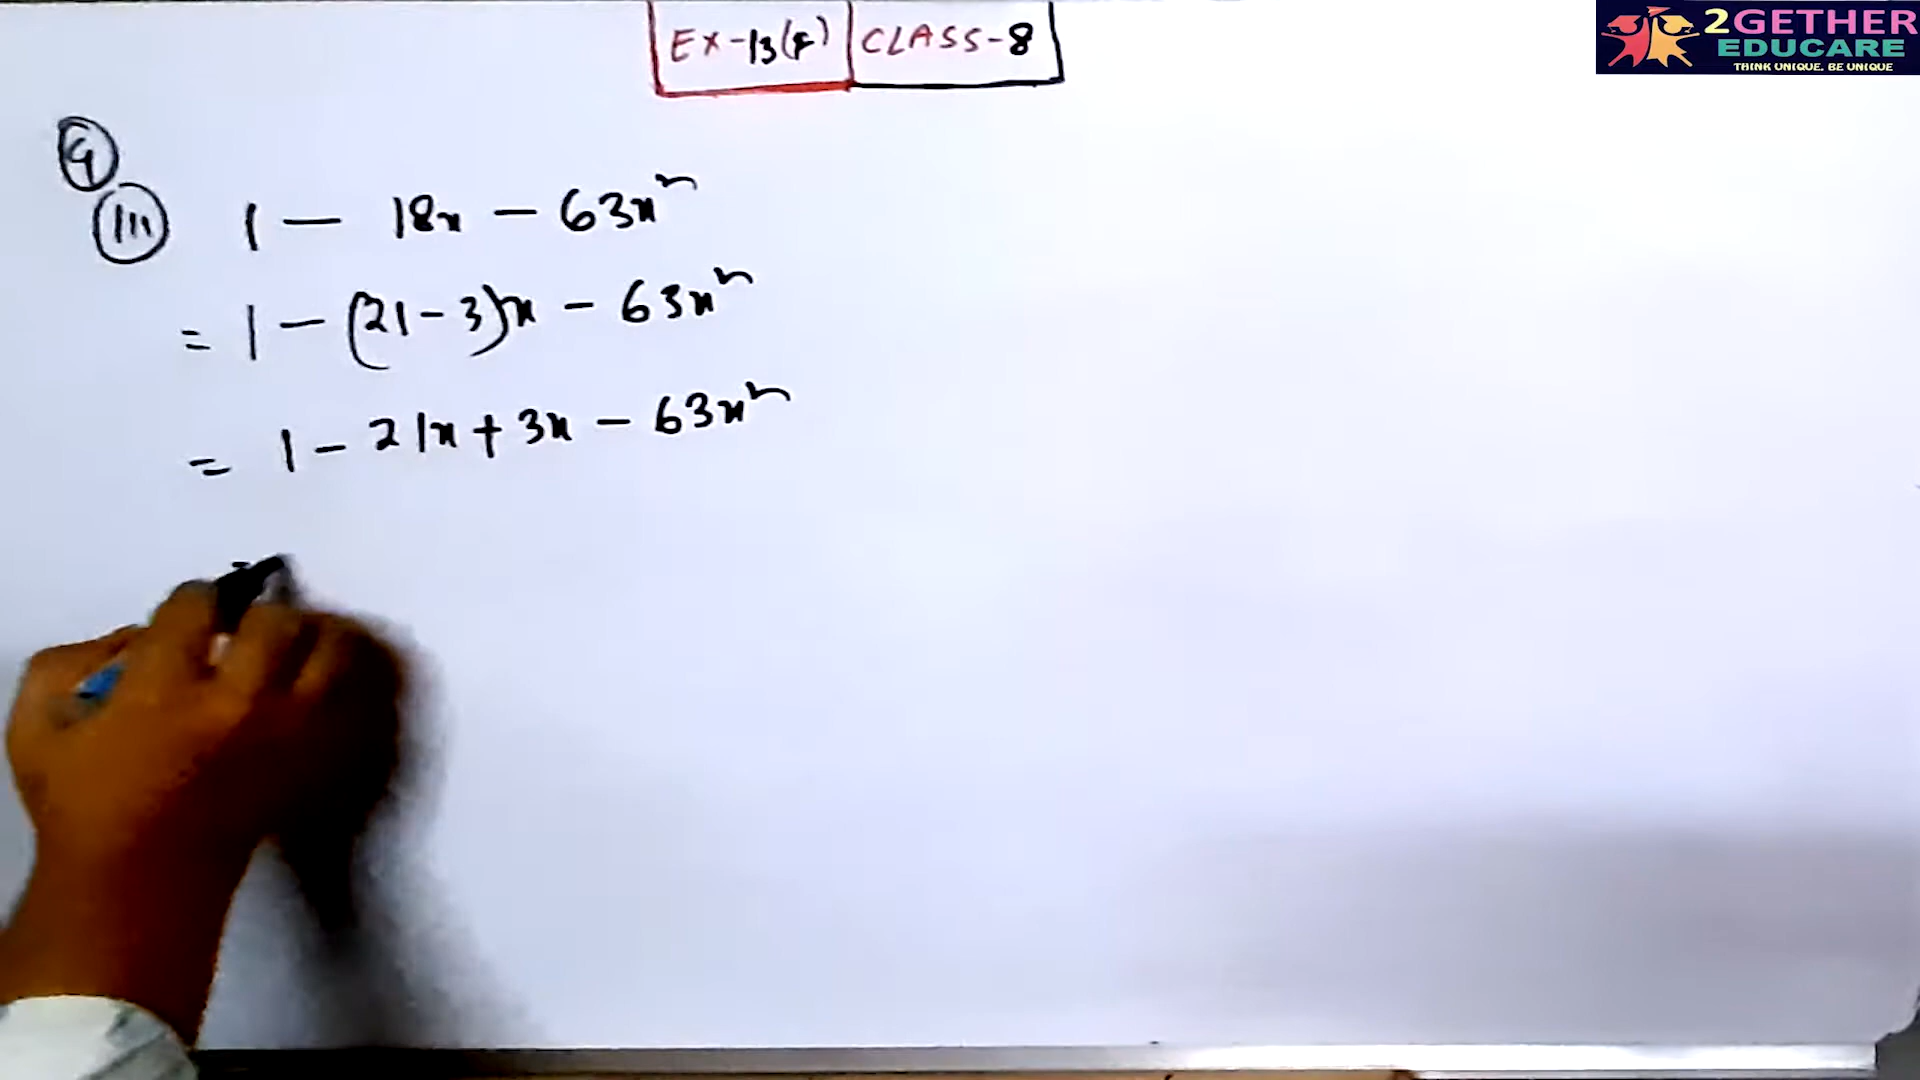 EX-13(F) CLASS-8
2GETHER
EDUCARE
THINK UNIQUE. BE UNIQUE
9
(iii) 1 - 18x - 63x²
= 1 - (21-3)x - 63x²
= 1 - 21x + 3x - 63x²
=